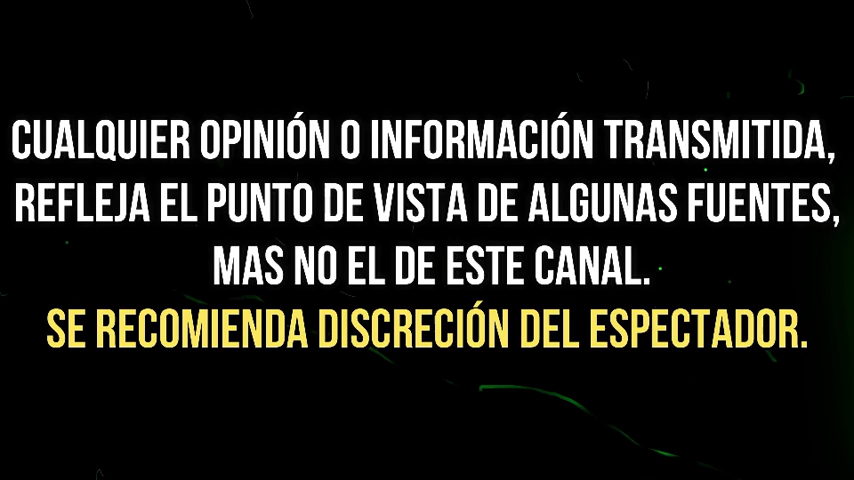 CUALQUIER OPINIÓN O INFORMACIÓN TRANSMITIDA,
REFLEJA EL PUNTO DE VISTA DE ALGUNAS FUENTES,
MAS NO EL DE ESTE CANAL.
SE RECOMIENDA DISCRECIÓN DEL ESPECTADOR.